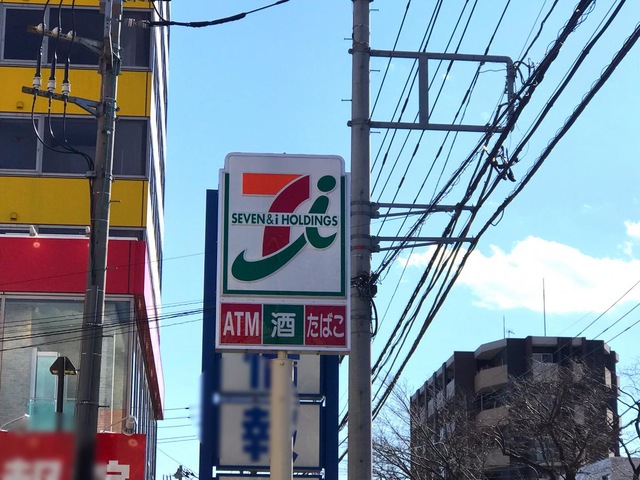 SEVEN&i HOLDINGS
ATM 酒 たばこ